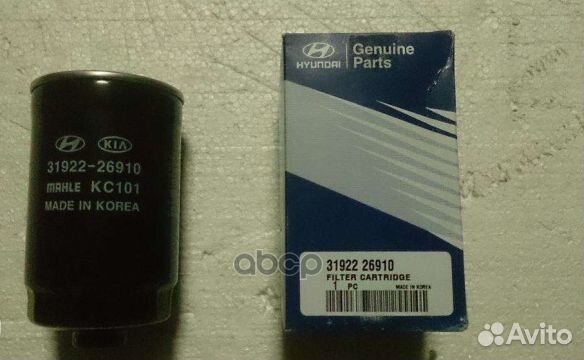 KIA
31922-26910
MAHLE KC101
MADE IN KOREA
HYUNDAI
Genuine
Parts
31922 26910
FILTER CARTRIDGE
1 PC
MADE IN KOREA
abcp
Avito